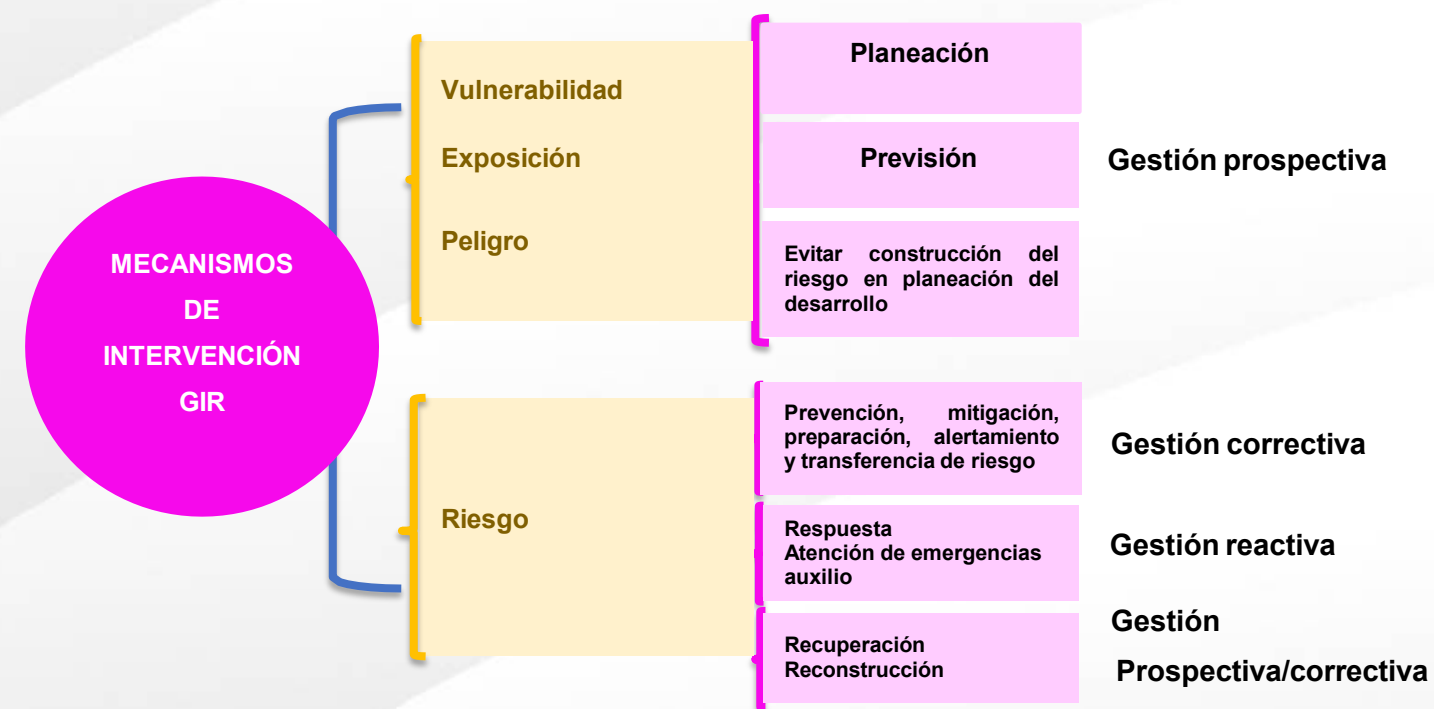 MECANISMOS
DE
INTERVENCIÓN
GIR
Vulnerabilidad
Exposición
Peligro
Planeación
Previsión
Evitar construcción del
riesgo en planeación del
desarrollo
Gestión prospectiva
Riesgo
Prevención, mitigación,
preparación, alertamiento
y transferencia de riesgo
Gestión correctiva
Respuesta
Atención de emergencias
auxilio
Gestión reactiva
Recuperación
Reconstrucción
Gestión
Prospectiva/correctiva